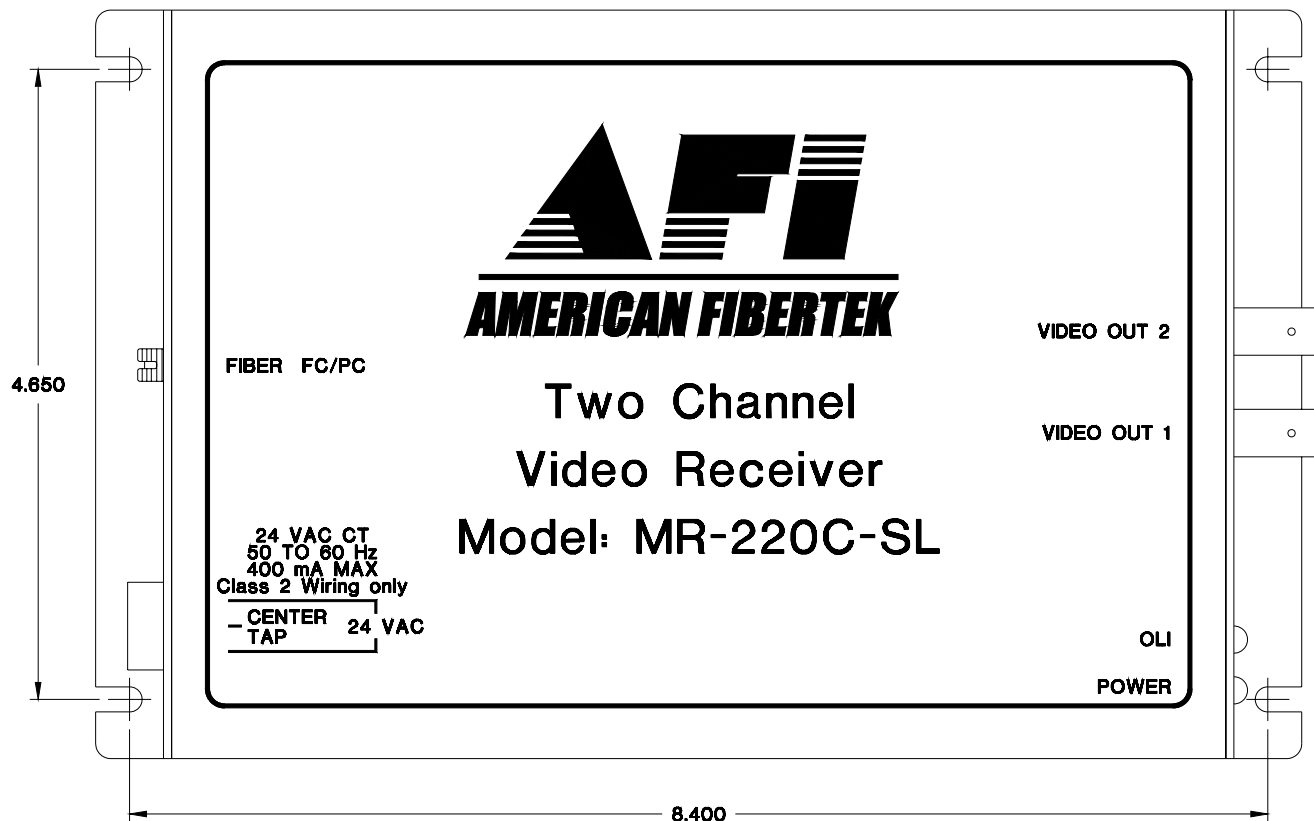 AFI
AMERICAN FIBERTEK
Two Channel
Video Receiver
Model: MR-220C-SL
FIBER FC/PC
VIDEO OUT 2
VIDEO OUT 1
4.650
24 VAC CT
50 TO 60 Hz
400 mA MAX
Class 2 Wiring only
CENTER
TAP
24 VAC
OLI
POWER
8.400